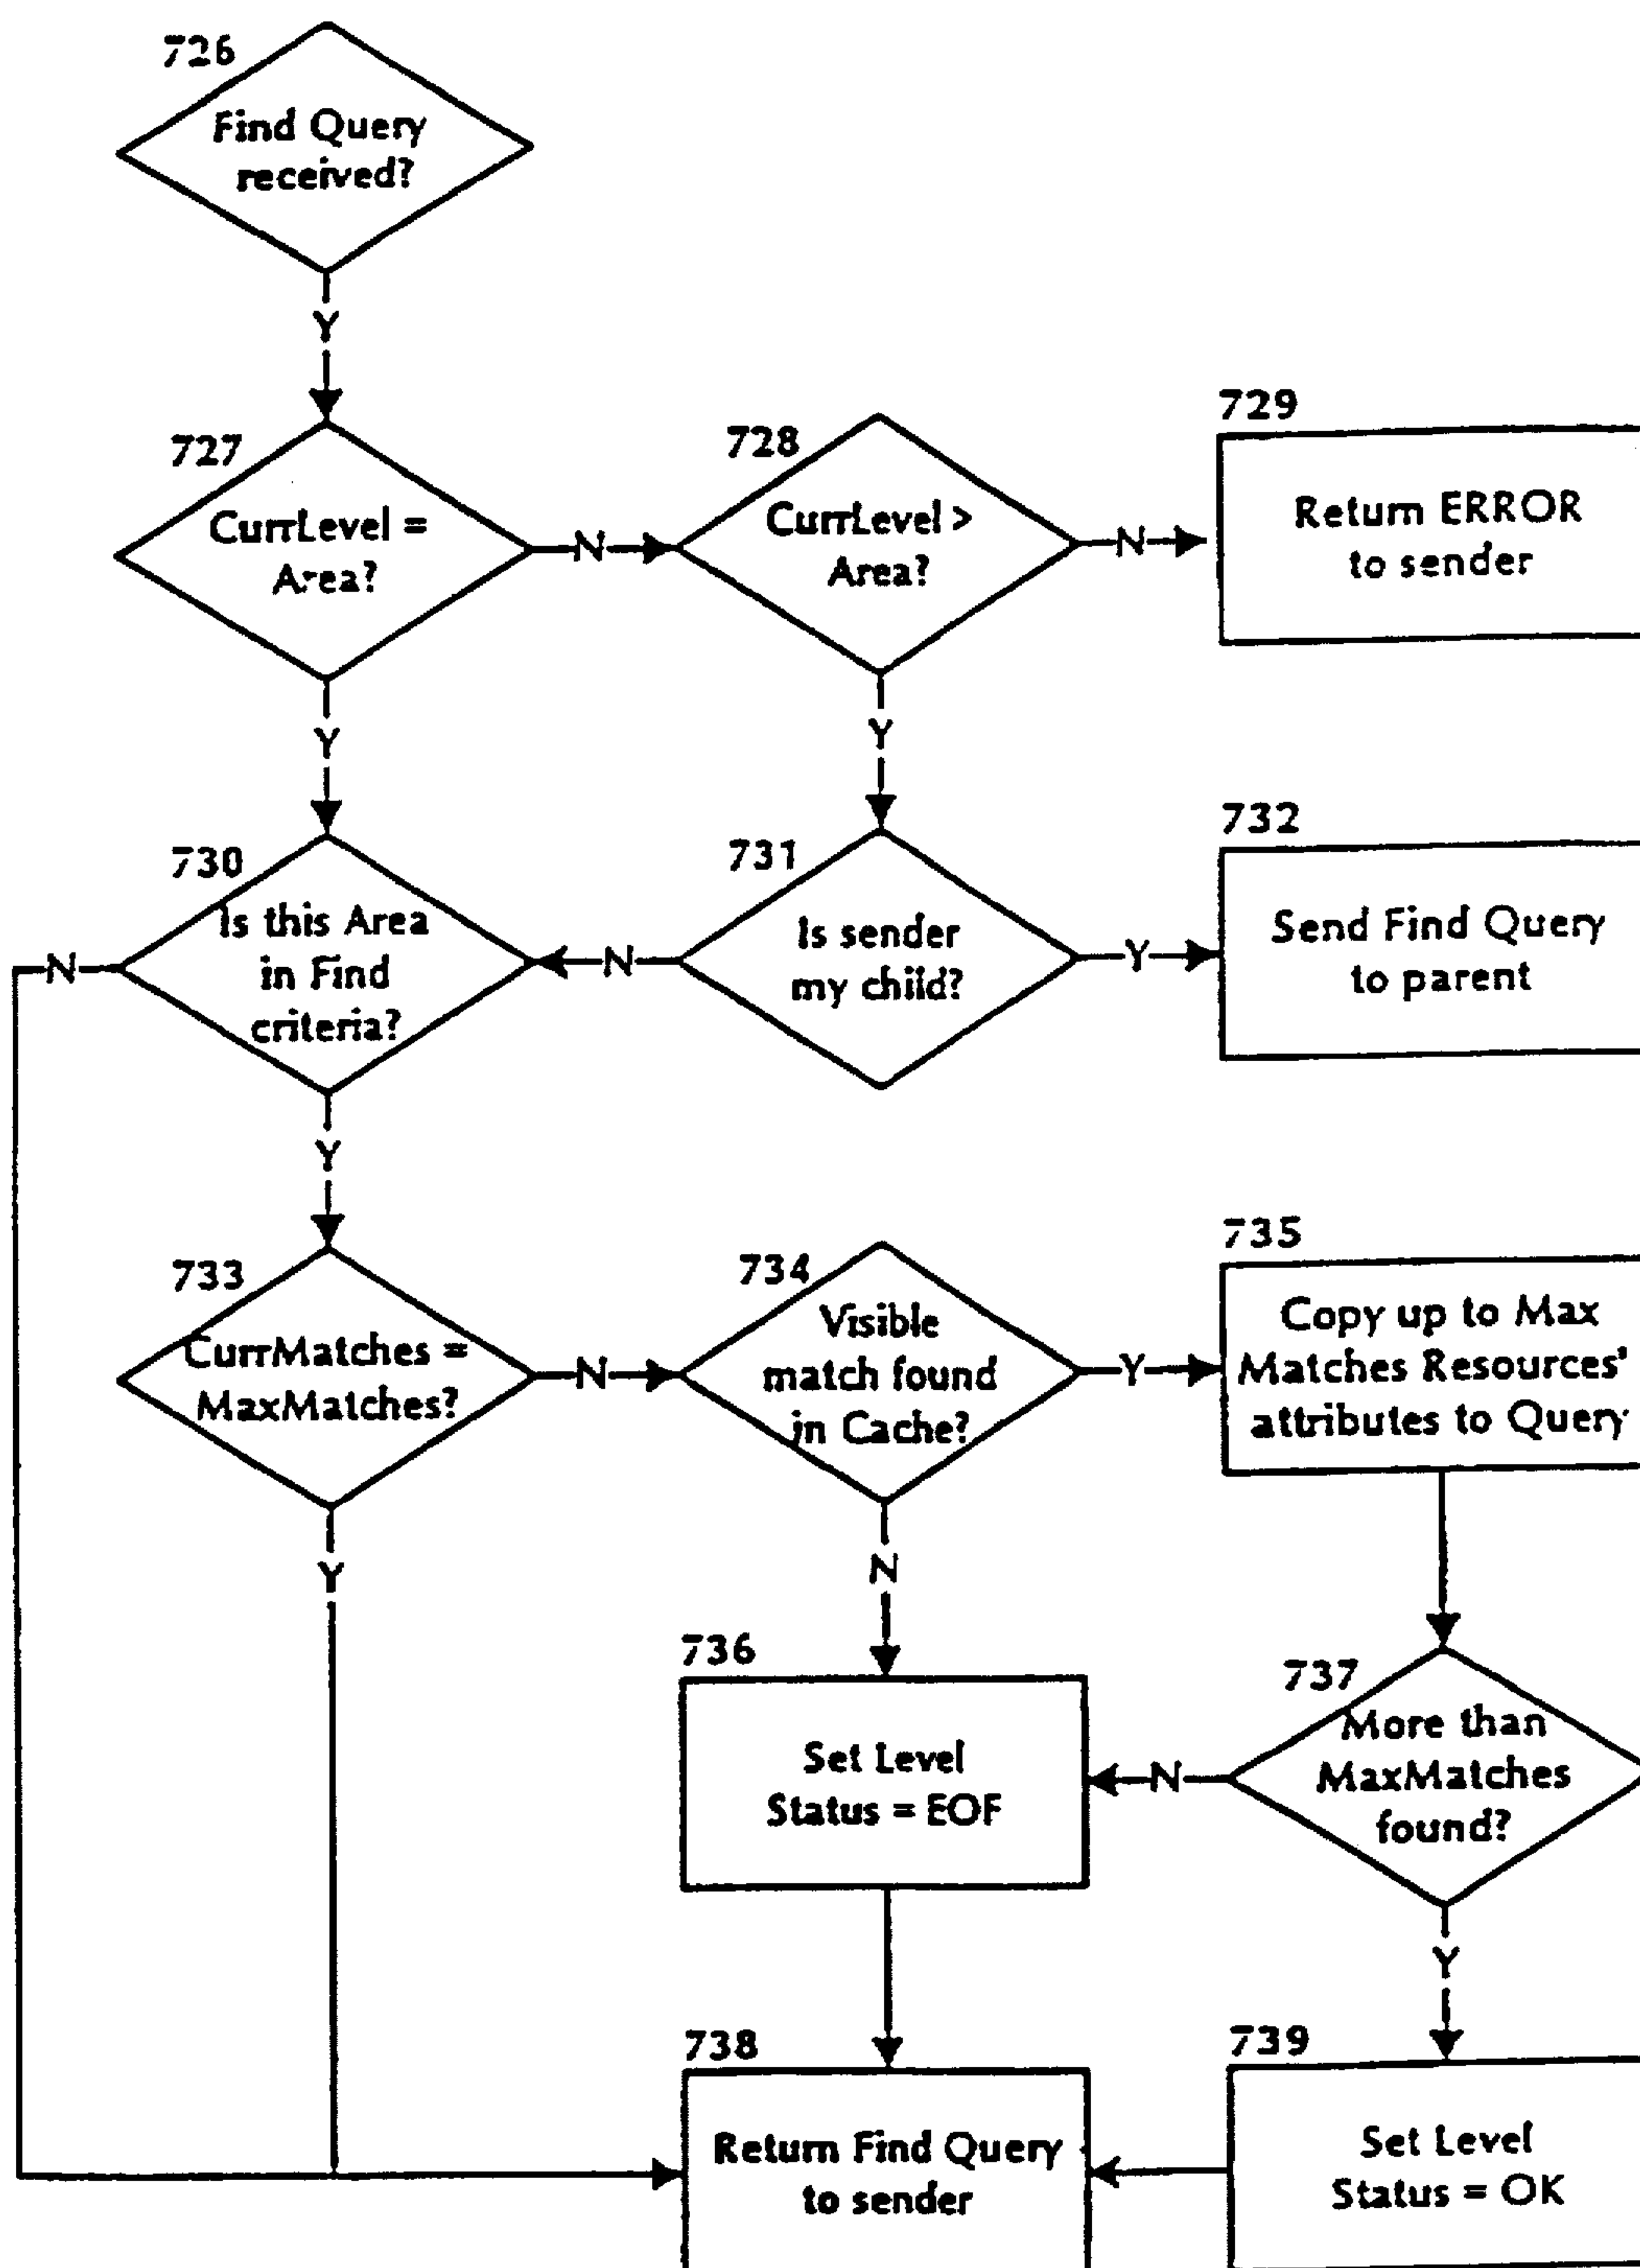 726
Find Query
received?
Y
727
CurrLevel =
Area?
N
728
CurrLevel >
Area?
N
729
Return ERROR
to sender
Y
Y
730
Is this Area
in Find
criteria?
N
N
731
Is sender
my child?
Y
732
Send Find Query
to parent
Y
733
CurrMatches =
MaxMatches?
N
734
Visible
match found
in Cache?
Y
735
Copy up to Max
Matches Resources'
attributes to Query
Y
N
736
Set Level
Status = EOF
N
737
More than
MaxMatches
found?
Y
738
Return Find Query
to sender
739
Set Level
Status = OK